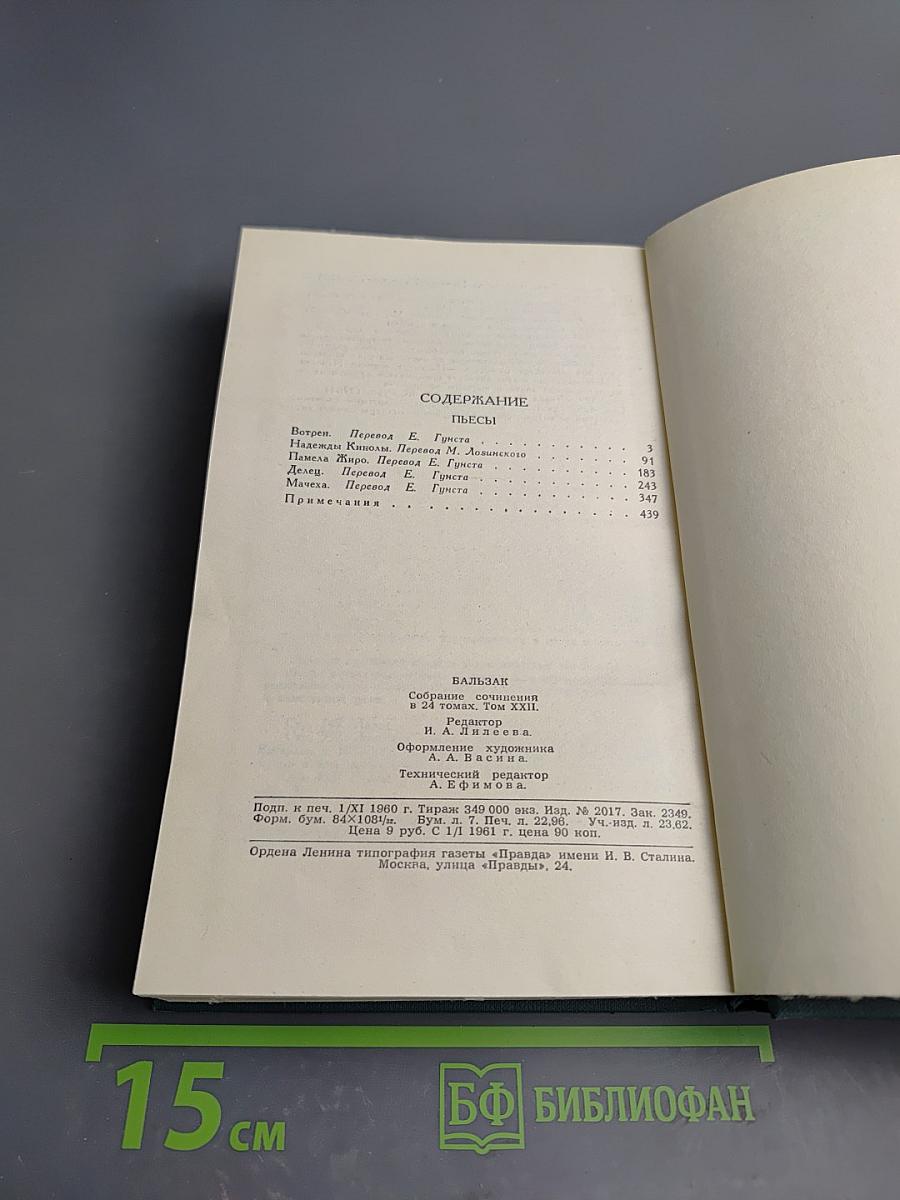 СОДЕРЖАНИЕ
ПЬЕСЫ
Вотрен. Перевод Е. Гунста . . . . . . . . . . 3
Надежды Кинолы. Перевод М. Лозинского . . . . . . . 91
Памела Жиро. Перевод Е. Гунста . . . . . . . . . 183
Делец. Перевод Е. Гунста . . . . . . . . . . 243
Мачеха. Перевод Е. Гунста . . . . . . . . . . 347
Примечания . . . . . . . . . . . . . . 439
БАЛЬЗАК
Собрание сочинений
в 24 томах. Том XXII.
Редактор
И. А. Лилеева.
Оформление художника
А. А. Васина.
Технический редактор
А. Ефимова.
Подп. к печ. 1/XI 1960 г. Тираж 349 000 экз. Изд. № 2017. Зак. 2349.
Форм. бум. 84×108¹/₃₂. Бум. л. 7. Печ. л. 22,96. Уч.-изд. л. 23,62.
Цена 9 руб. С 1/I 1961 г. цена 90 коп.
Ордена Ленина типография газеты «Правда» имени И. В. Сталина.
Москва, улица «Правды», 24.
15 см
БФ БИБЛИОФАН